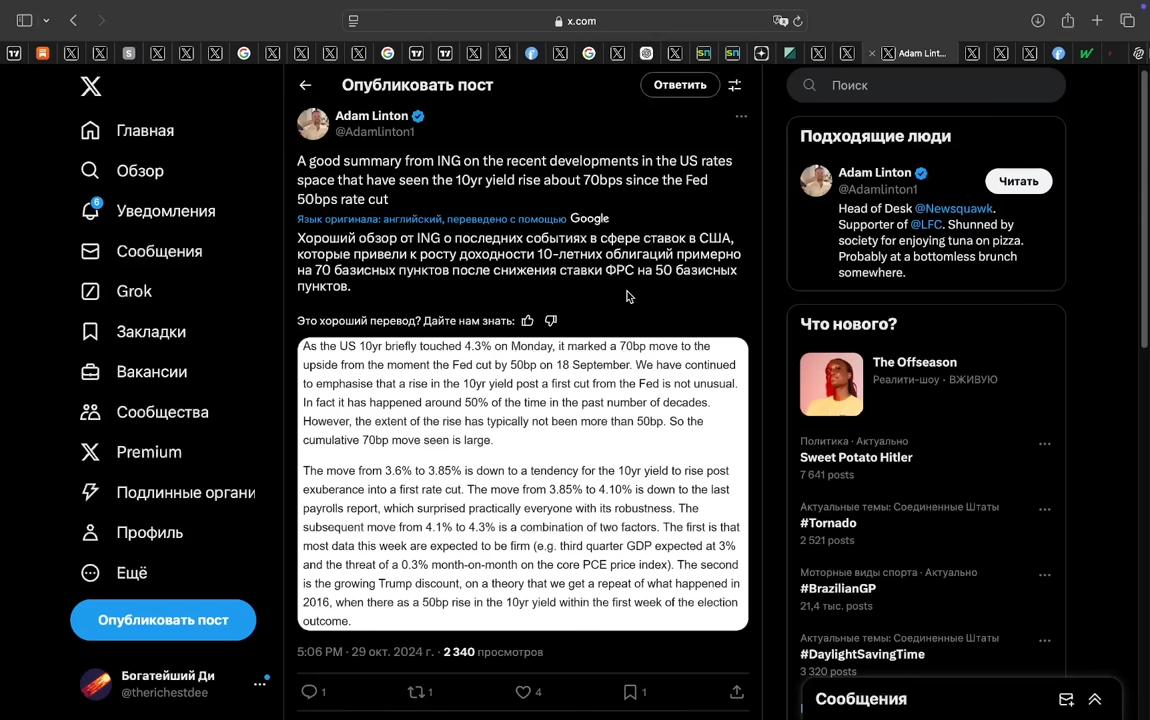 x.com
Adam Lint...
Главная
Обзор
6
Уведомления
Сообщения
Grok
Закладки
Вакансии
Сообщества
Premium
Подлинные органи
Профиль
Ещё
Опубликовать пост
Богатейший Ди
@therichestdee
Опубликовать пост
Ответить
Adam Linton
@Adamlinton1
A good summary from ING on the recent developments in the US rates
space that have seen the 10yr yield rise about 70bps since the Fed
50bps rate cut
Язык оригинала: английский, переведено с помощью Google
Хороший обзор от ING о последних событиях в сфере ставок в США,
которые привели к росту доходности 10-летних облигаций примерно
на 70 базисных пунктов после снижения ставки ФРС на 50 базисных
пунктов.
Это хороший перевод? Дайте нам знать:
As the US 10yr briefly touched 4.3% on Monday, it marked a 70bp move to the
upside from the moment the Fed cut by 50bp on 18 September. We have continued
to emphasise that a rise in the 10yr yield post a first cut from the Fed is not unusual.
In fact it has happened around 50% of the time in the past number of decades.
However, the extent of the rise has typically not been more than 50bp. So the
cumulative 70bp move seen is large.
The move from 3.6% to 3.85% is down to a tendency for the 10yr yield to rise post
exuberance into a first rate cut. The move from 3.85% to 4.10% is down to the last
payrolls report, which surprised practically everyone with its robustness. The
subsequent move from 4.1% to 4.3% is a combination of two factors. The first is that
most data this week are expected to be firm (e.g. third quarter GDP expected at 3%
and the threat of a 0.3% month-on-month on the core PCE price index). The second
is the growing Trump discount, on a theory that we get a repeat of what happened in
2016, when there as a 50bp rise in the 10yr yield within the first week of the election
outcome.
5:06 PM · 29 окт. 2024 г. · 2 340 просмотров
1
1
4
1
Поиск
Подходящие люди
Adam Linton
@Adamlinton1
Читать
Head of Desk @Newsquawk.
Supporter of @LFC. Shunned by
society for enjoying tuna on pizza.
Probably at a bottomless brunch
somewhere.
Что нового?
The Offseason
Реалити-шоу · ВЖИВУЮ
Политика · Актуально
Sweet Potato Hitler
7 641 posts
Актуальные темы: Соединенные Штаты
#Tornado
2 521 posts
Моторные виды спорта · Актуально
#BrazilianGP
21,4 тыс. posts
Актуальные темы: Соединенные Штаты
#DaylightSavingTime
3 320 posts
Сообщения